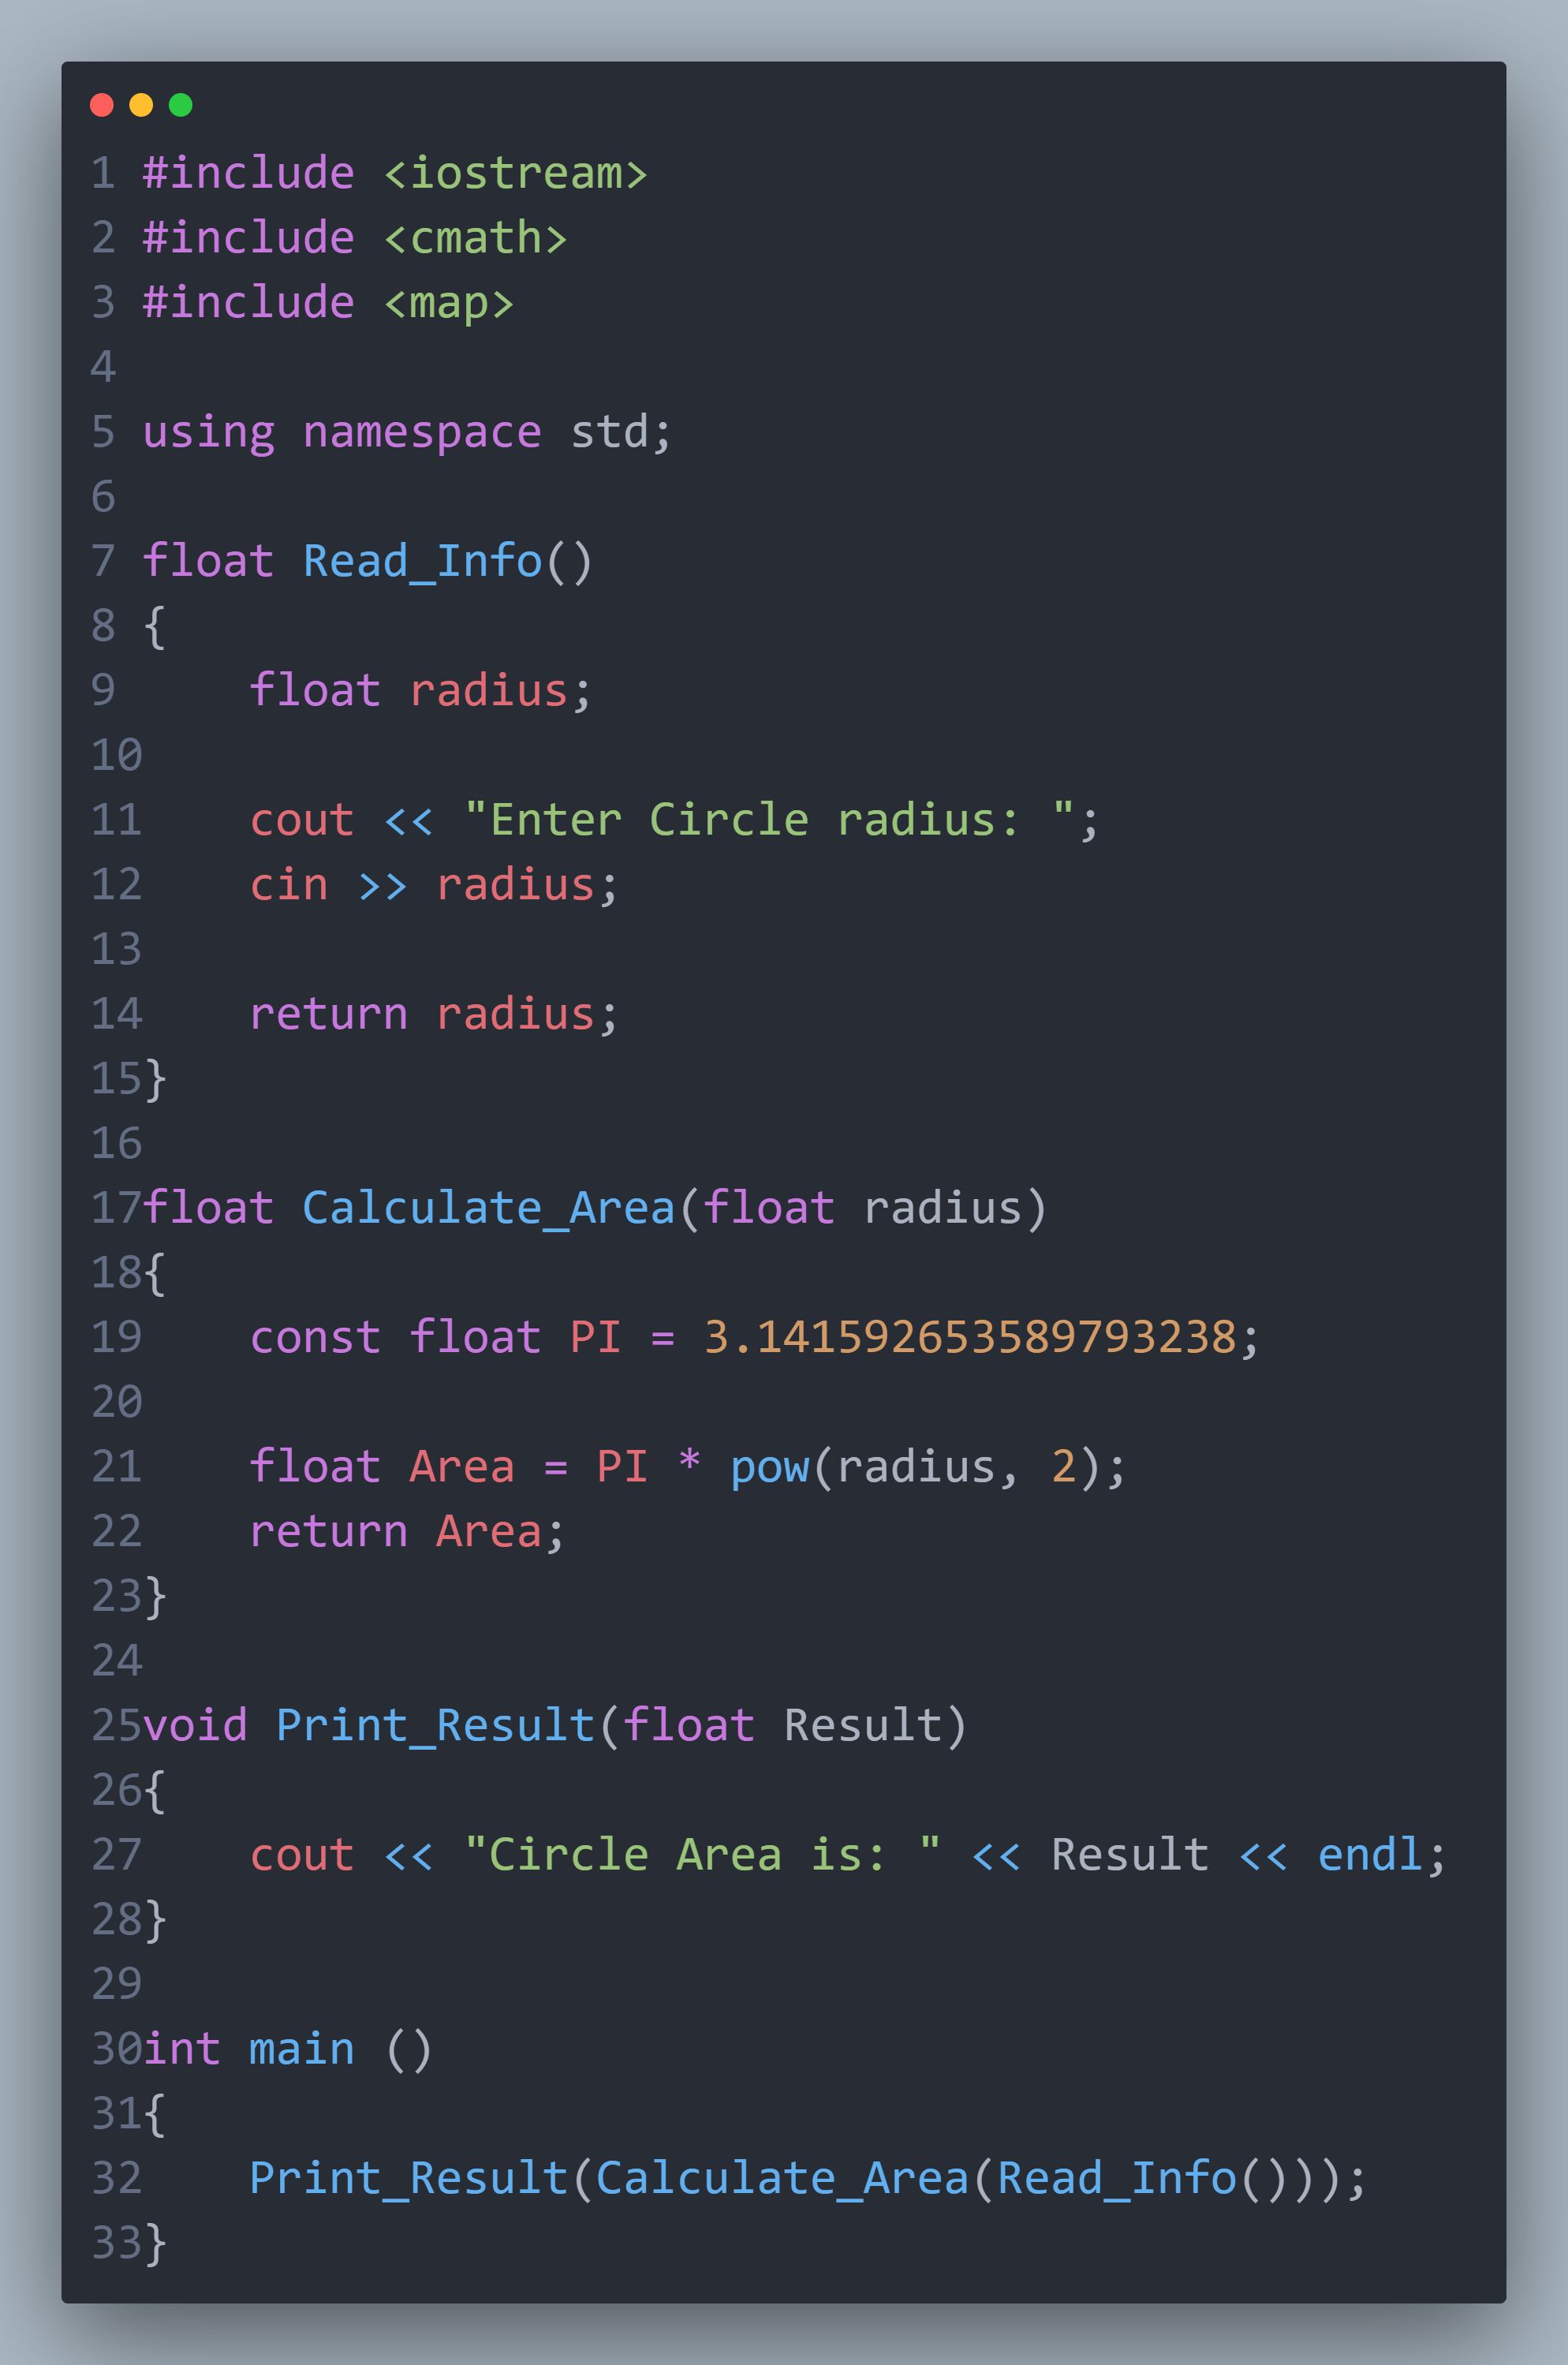 1 #include <iostream>
2 #include <cmath>
3 #include <map>
4
5 using namespace std;
6
7 float Read_Info()
8 {
9     float radius;
10
11    cout << "Enter Circle radius: ";
12    cin >> radius;
13
14    return radius;
15}
16
17float Calculate_Area(float radius)
18{
19    const float PI = 3.141592653589793238;
20
21    float Area = PI * pow(radius, 2);
22    return Area;
23}
24
25void Print_Result(float Result)
26{
27    cout << "Circle Area is: " << Result << endl;
28}
29
30int main ()
31{
32    Print_Result(Calculate_Area(Read_Info()));
33}